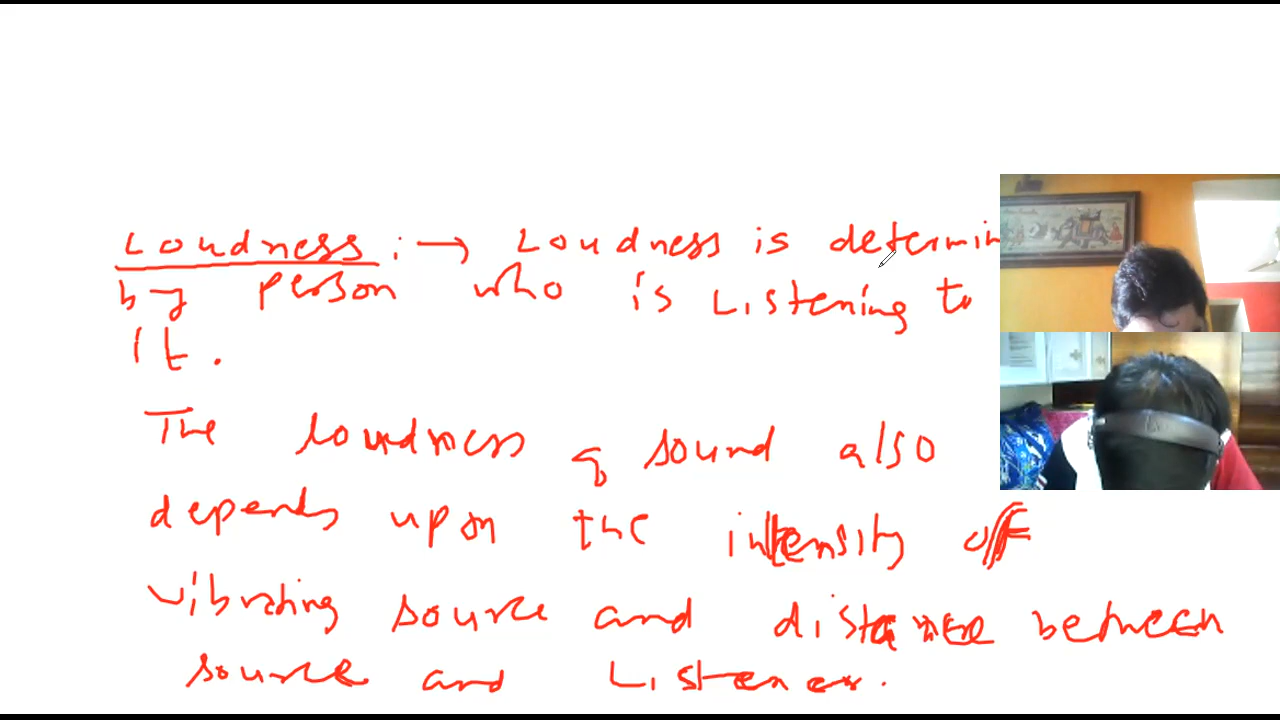 Loudness : → Loudness is determin
by person who is Listening to
it.
The loudness of sound also
depends upon the intensity of
vibrating source and distance between
source and Listener.